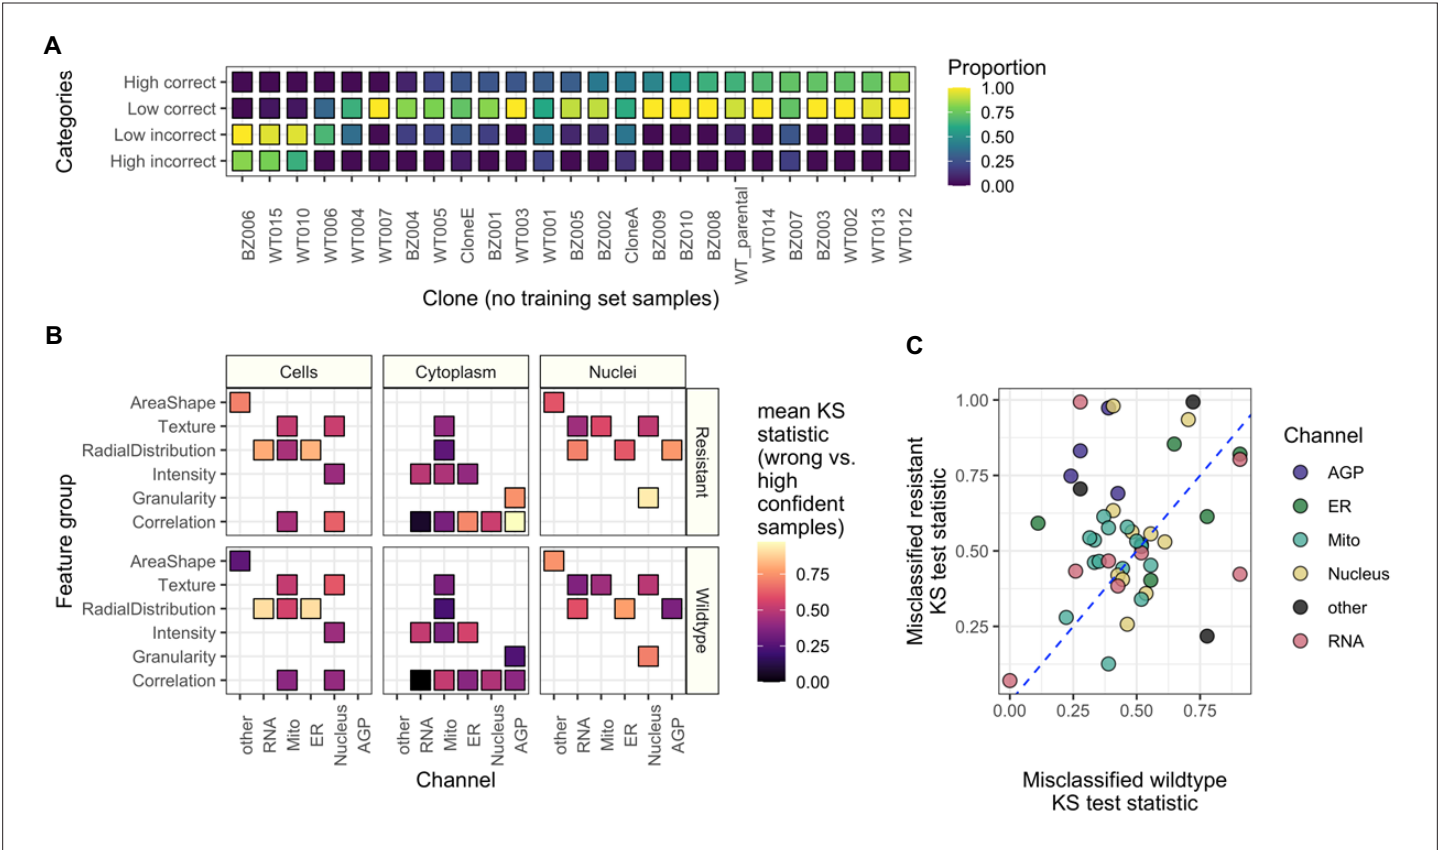 A
Categories
High correct
Low correct
Low incorrect
High incorrect
BZ006
WT015
WT010
WT006
WT004
WT007
BZ004
WT005
CloneE
BZ001
WT003
WT001
BZ005
BZ002
CloneA
BZ009
BZ010
BZ008
WT_parental
WT014
BZ007
BZ003
WT002
WT013
WT012
Clone (no training set samples)
Proportion
1.00
0.75
0.50
0.25
0.00
B
Feature group
Cells
Cytoplasm
Nuclei
AreaShape
Texture
RadialDistribution
Intensity
Granularity
Correlation
Resistant
AreaShape
Texture
RadialDistribution
Intensity
Granularity
Correlation
Wildtype
other
RNA
Mito
ER
Nucleus
AGP
other
RNA
Mito
ER
Nucleus
AGP
other
RNA
Mito
ER
Nucleus
AGP
Channel
mean KS
statistic
(wrong vs.
high
confident
samples)
0.75
0.50
0.25
0.00
C
Misclassified resistant
KS test statistic
1.00
0.75
0.50
0.25
0.00
0.25
0.50
0.75
Misclassified wildtype
KS test statistic
Channel
AGP
ER
Mito
Nucleus
other
RNA